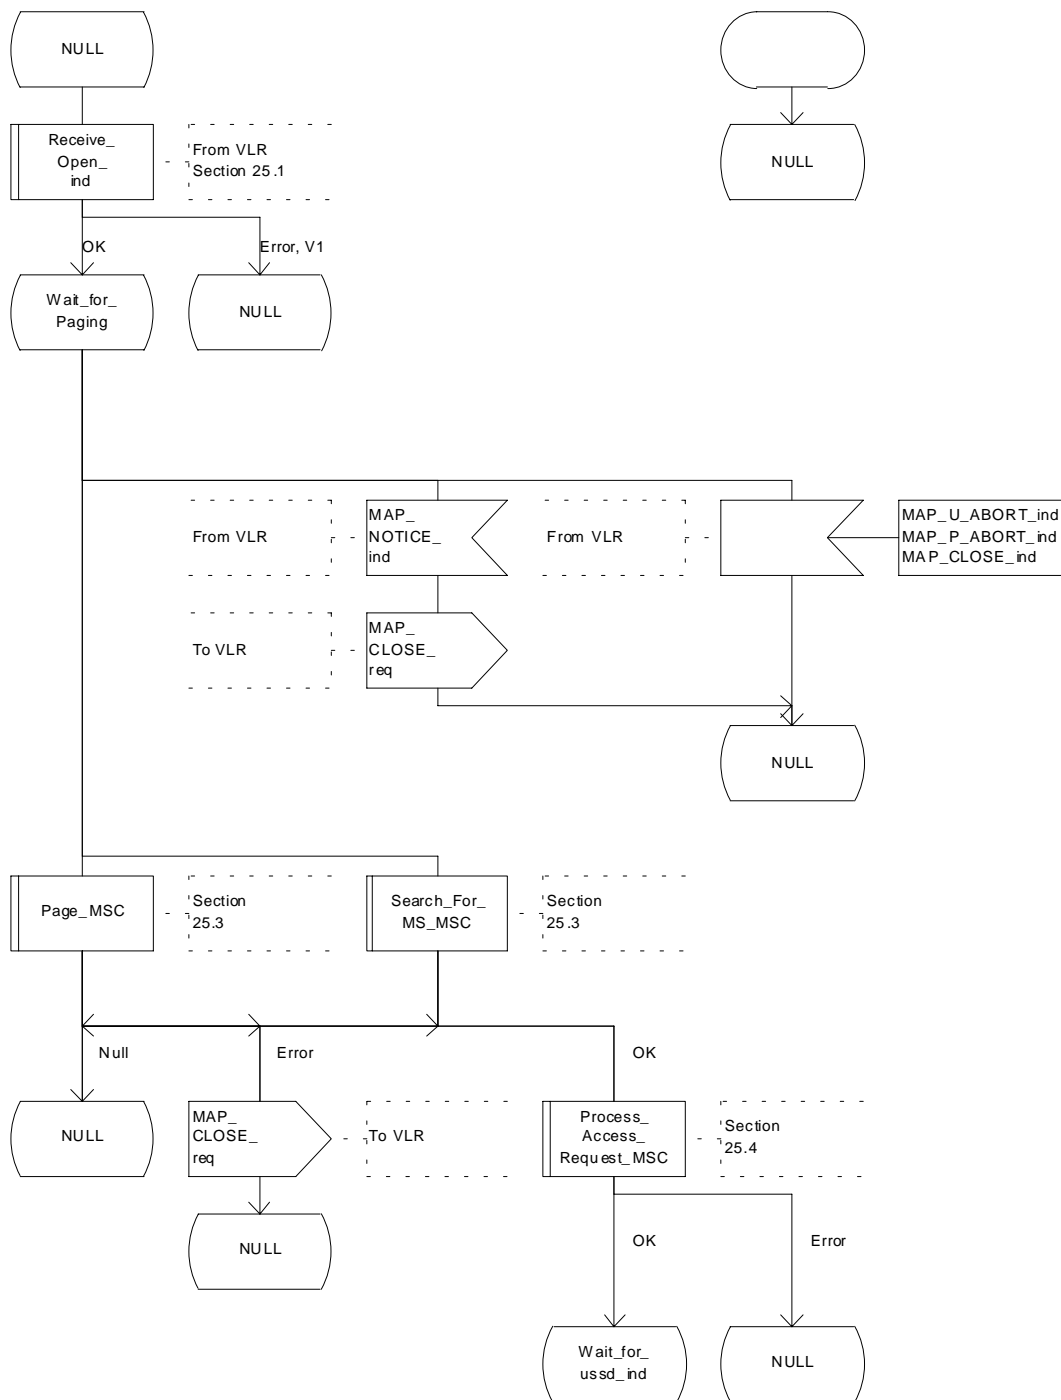 NULL
Receive_
Open_
ind
From VLR
Section 25.1
NULL
OK
Error, V1
Wait_for_
Paging
NULL
From VLR
MAP_
NOTICE_
ind
From VLR
MAP_U_ABORT_ind
MAP_P_ABORT_ind
MAP_CLOSE_ind
To VLR
MAP_
CLOSE_
req
NULL
Page_MSC
Section
25.3
Search_For_
MS_MSC
Section
25.3
Null
Error
OK
NULL
MAP_
CLOSE_
req
To VLR
Process_
Access_
Request_MSC
Section
25.4
NULL
OK
Error
Wait_for_
ussd_ind
NULL